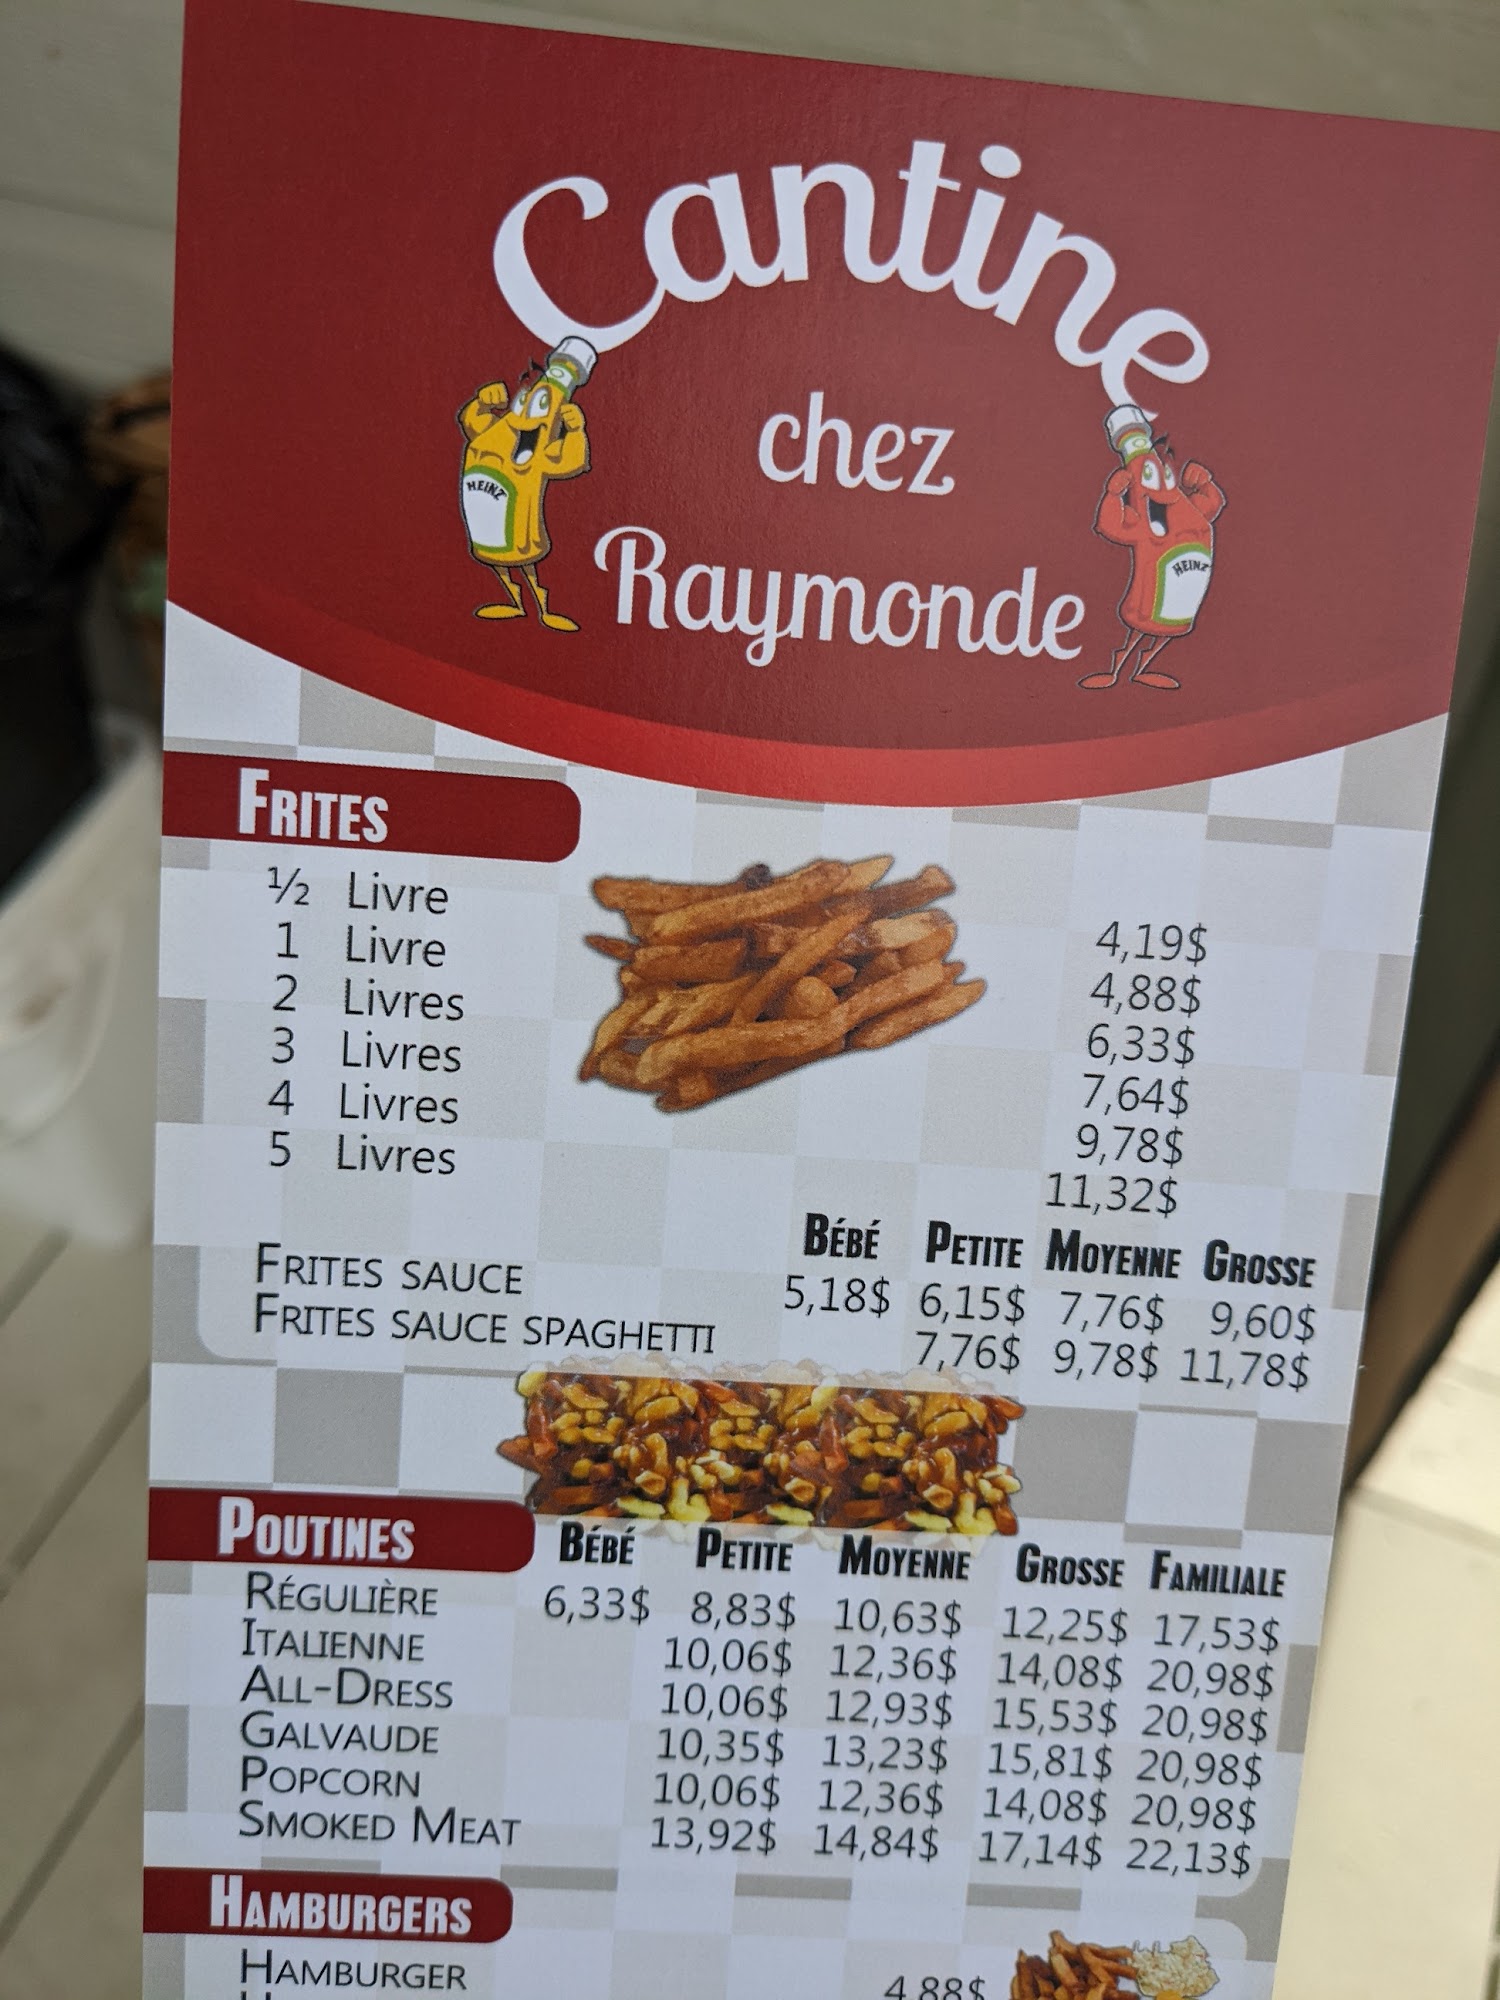 Cantine
chez
Raymonde
HEINZ
HEINZ
FRITES
½ Livre 4,19$
1 Livre 4,88$
2 Livres 6,33$
3 Livres 7,64$
4 Livres 9,78$
5 Livres 11,32$
BÉBÉ PETITE MOYENNE GROSSE
FRITES SAUCE 5,18$ 6,15$ 7,76$ 9,60$
FRITES SAUCE SPAGHETTI 7,76$ 9,78$ 11,78$
POUTINES BÉBÉ PETITE MOYENNE GROSSE FAMILIALE
RÉGULIÈRE 6,33$ 8,83$ 10,63$ 12,25$ 17,53$
ITALIENNE 10,06$ 12,36$ 14,08$ 20,98$
ALL-DRESS 10,06$ 12,93$ 15,53$ 20,98$
GALVAUDE 10,35$ 13,23$ 15,81$ 20,98$
POPCORN 10,06$ 12,36$ 14,08$ 20,98$
SMOKED MEAT 13,92$ 14,84$ 17,14$ 22,13$
HAMBURGERS
HAMBURGER 4,88$